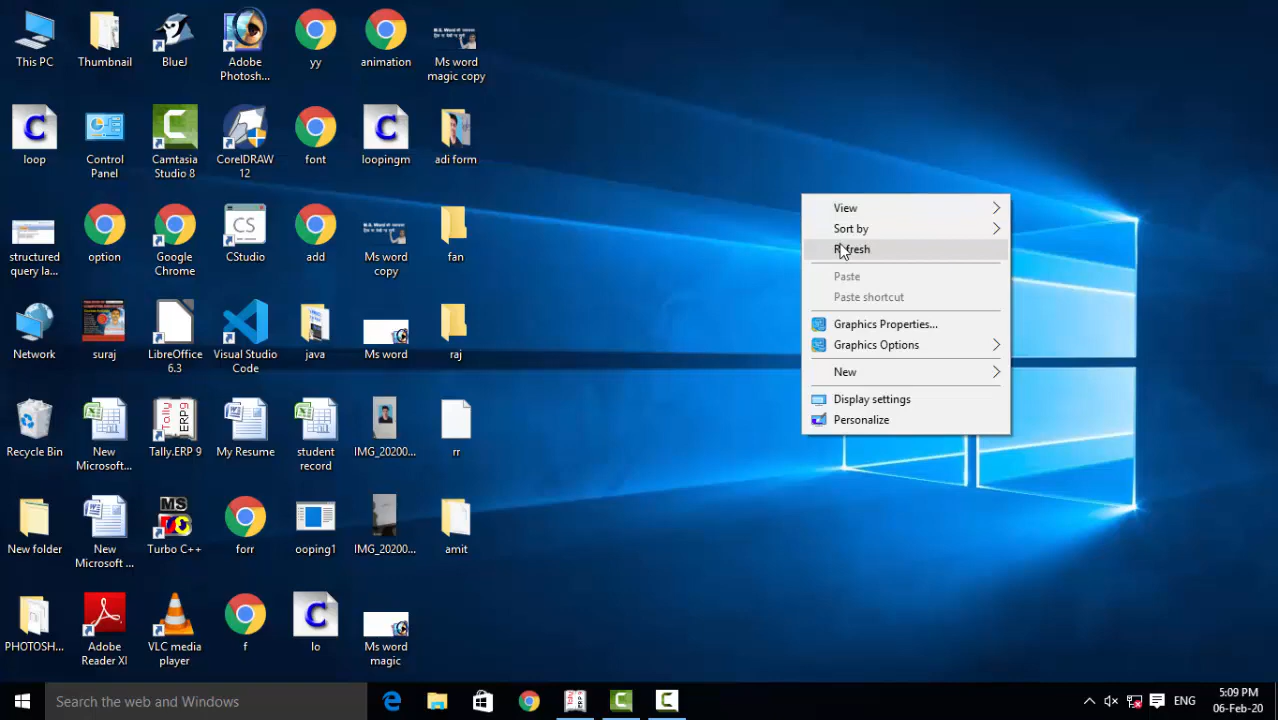 This PC
Thumbnail
BlueJ
Adobe
Photosh...
yy
animation
Ms word
magic copy
loop
Control
Panel
Camtasia
Studio 8
CorelDRAW
12
font
loopingm
adi form
structured
query la...
option
Google
Chrome
CS
CStudio
add
Ms word
copy
fan
Network
suraj
LibreOffice
6.3
Visual Studio
Code
java
Ms word
raj
Recycle Bin
New
Microsoft...
Tally.ERP 9
My Resume
student
record
IMG_20200...
rr
New folder
New
Microsoft ...
Turbo C++
forr
ooping1
IMG_20200...
amit
PHOTOSH...
Adobe
Reader XI
VLC media
player
f
lo
Ms word
magic
View
Sort by
Refresh
Paste
Paste shortcut
Graphics Properties...
Graphics Options
New
Display settings
Personalize
Search the web and Windows
ENG
5:09 PM
06-Feb-20